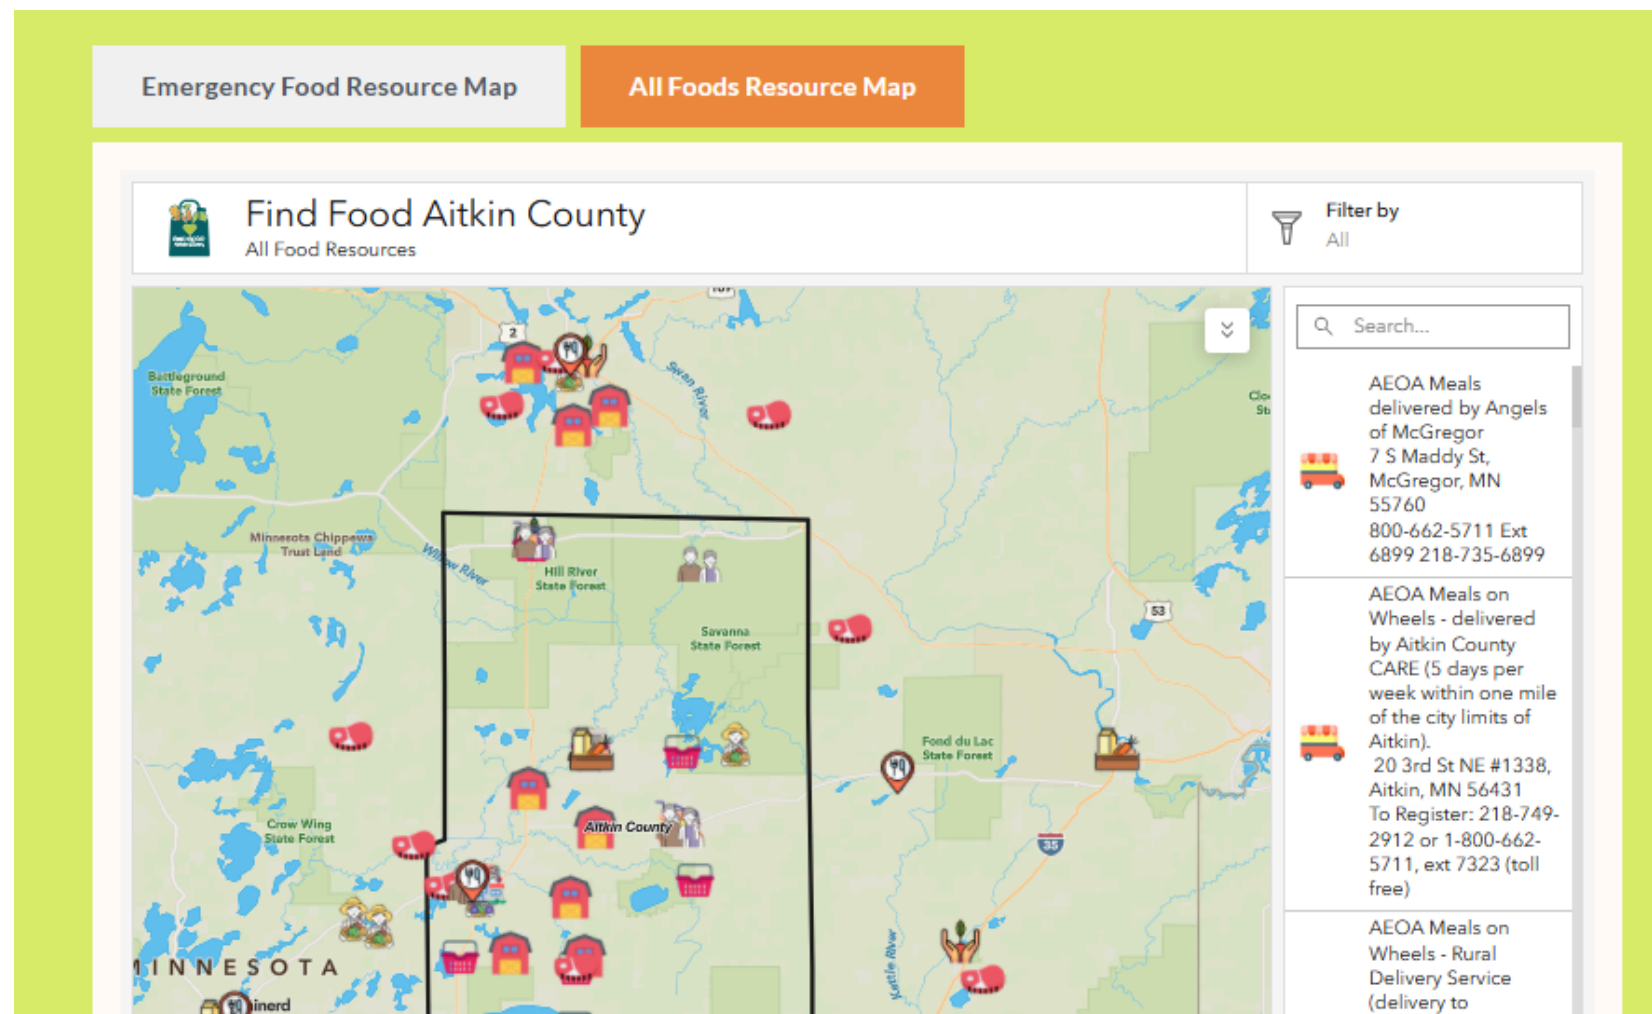 Emergency Food Resource Map
All Foods Resource Map
Find Food Aitkin County
All Food Resources
Filter by
All
Search...
2
Battleground
State Forest
Swan River
Minnesota Chippewa
Trust Land
Willow River
Hill River
State Forest
53
Savanna
State Forest
Fond du Lac
State Forest
Crow Wing
State Forest
Aitkin County
35
Kettle River
MINNESOTA
inerd
AEOA Meals
delivered by Angels
of McGregor
7 S Maddy St,
McGregor, MN
55760
800-662-5711 Ext
6899 218-735-6899
AEOA Meals on
Wheels - delivered
by Aitkin County
CARE (5 days per
week within one mile
of the city limits of
Aitkin).
20 3rd St NE #1338,
Aitkin, MN 56431
To Register: 218-749-
2912 or 1-800-662-
5711, ext 7323 (toll
free)
AEOA Meals on
Wheels - Rural
Delivery Service
(delivery to